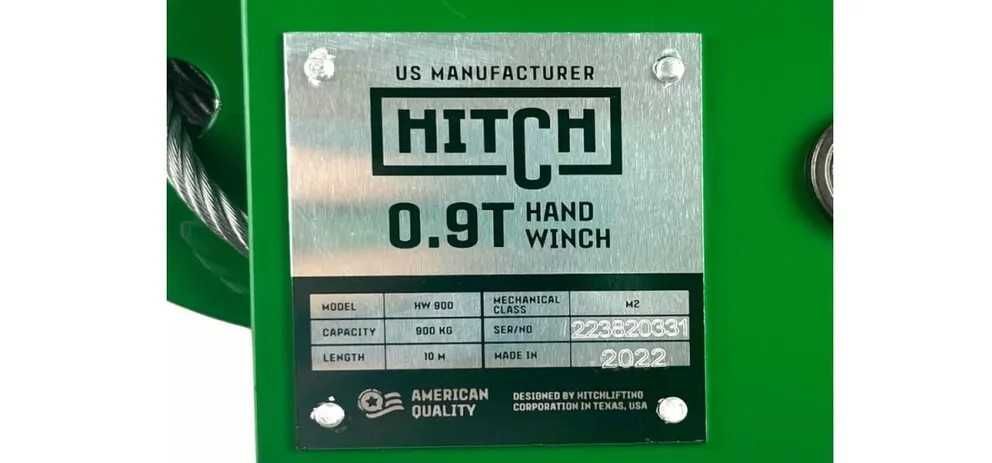 US MANUFACTURER
HITCH
0.9T HAND
WINCH
MODEL HW 900 MECHANICAL CLASS M2
CAPACITY 900 KG SER/NO 223820331
LENGTH 10 M MADE IN 2022
AMERICAN
QUALITY
DESIGNED BY HITCHLIFTING
CORPORATION IN TEXAS, USA